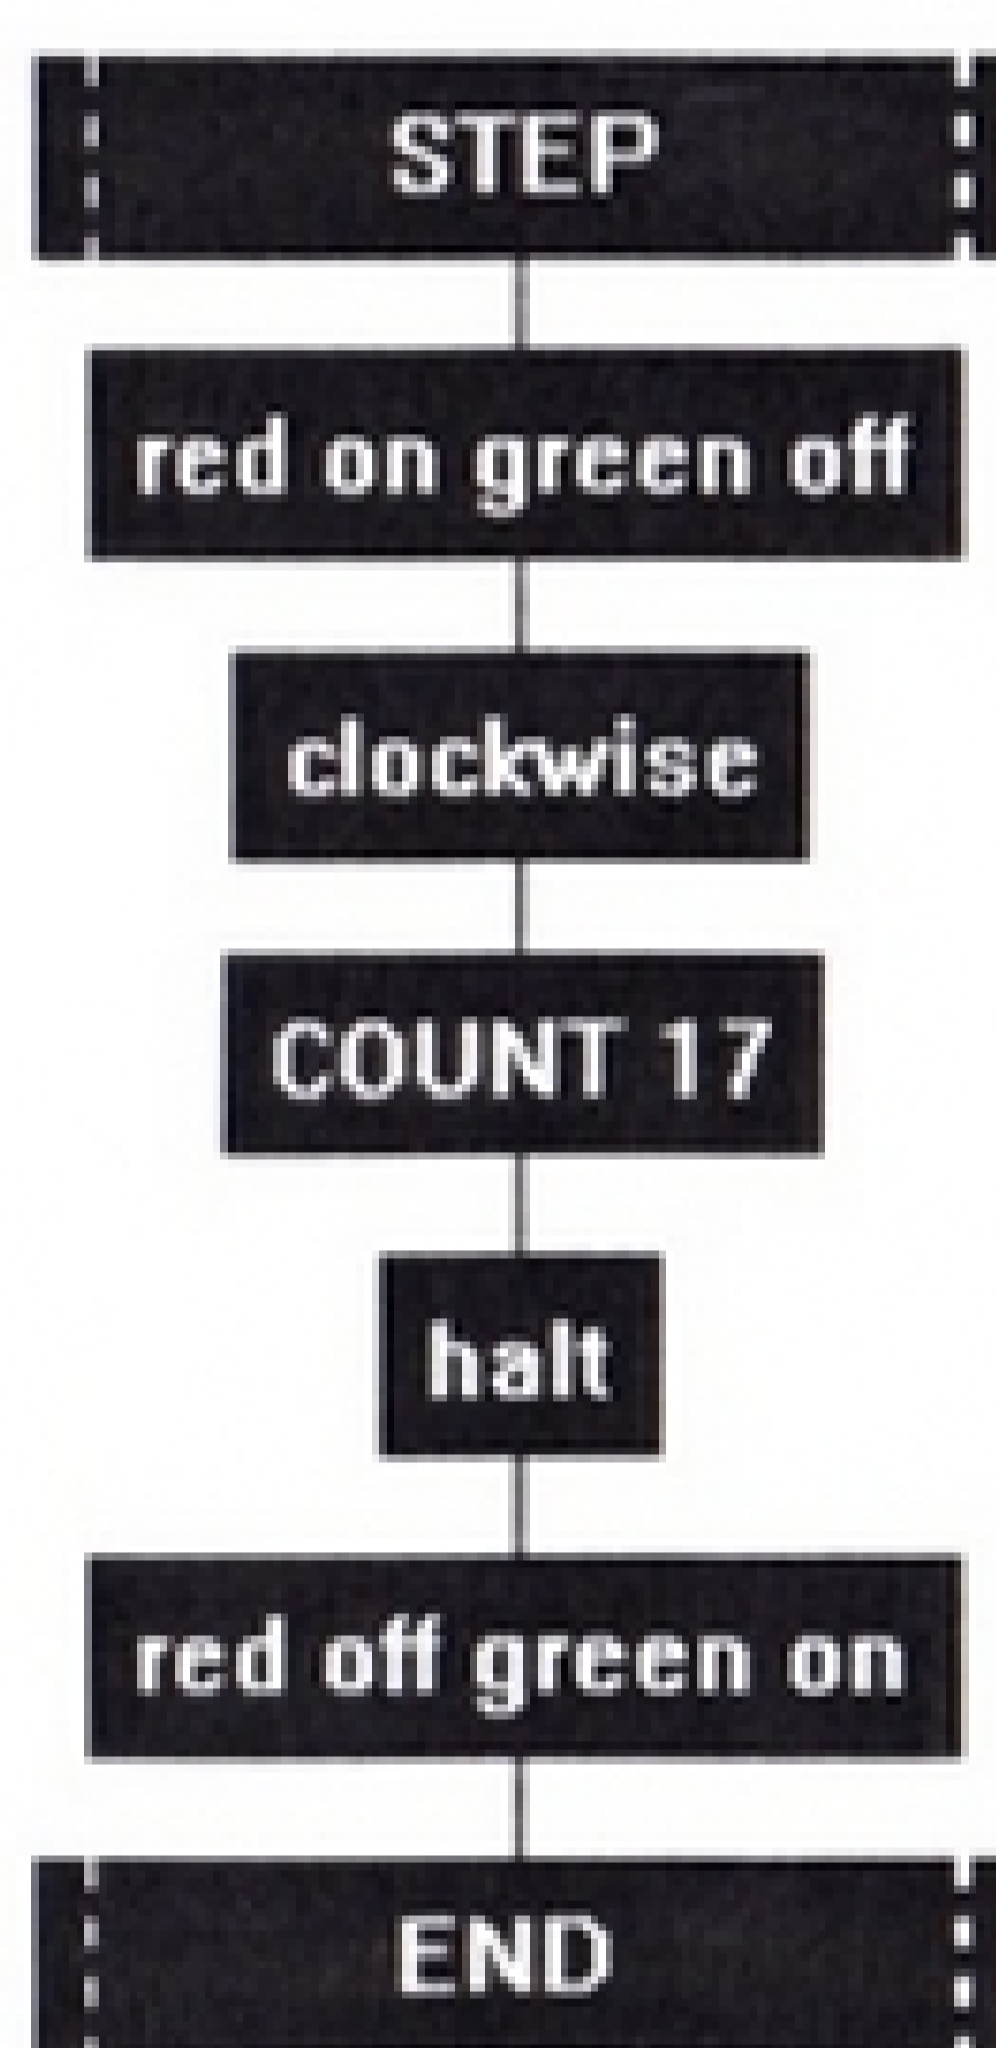 STEP
red on green off
clockwise
COUNT 17
halt
red off green on
END